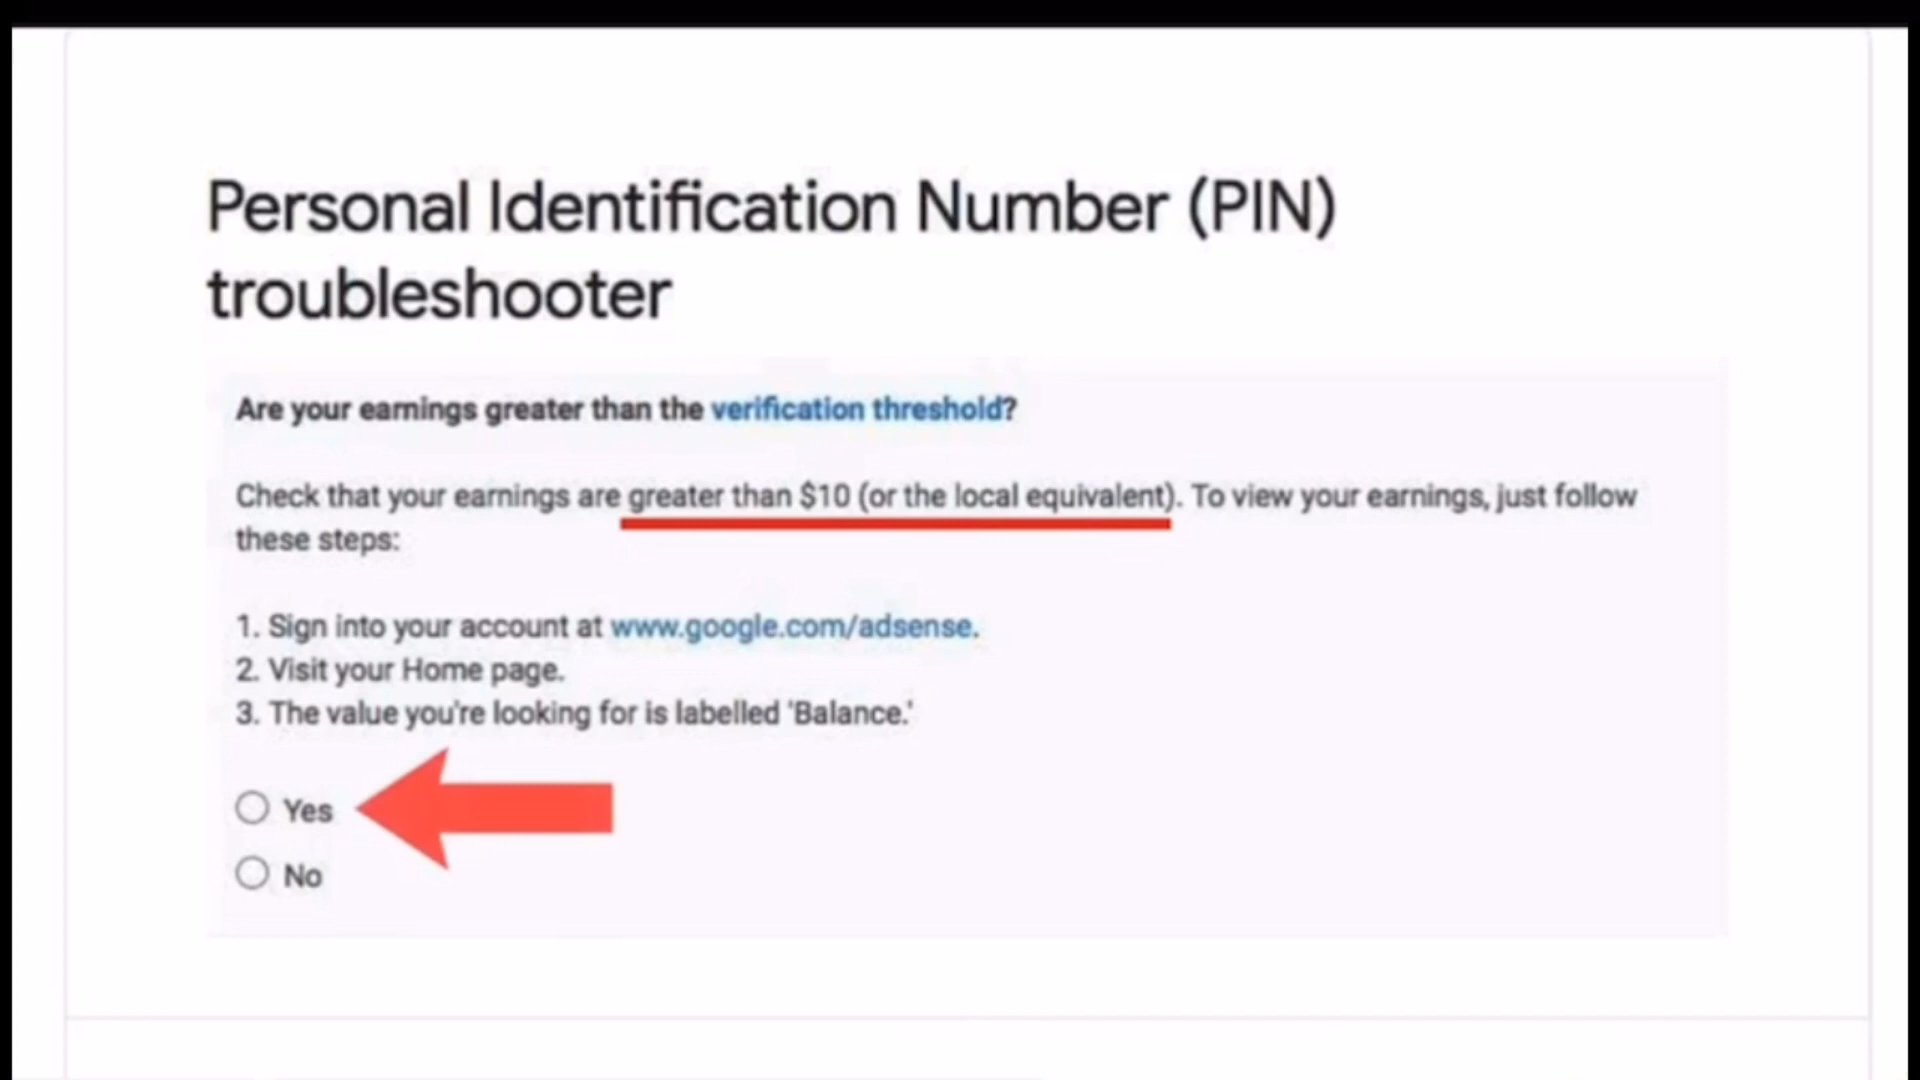 Personal Identification Number (PIN)
troubleshooter
Are your earnings greater than the verification threshold?
Check that your earnings are greater than $10 (or the local equivalent). To view your earnings, just follow
these steps:
1. Sign into your account at www.google.com/adsense.
2. Visit your Home page.
3. The value you're looking for is labelled 'Balance.'
Yes
No